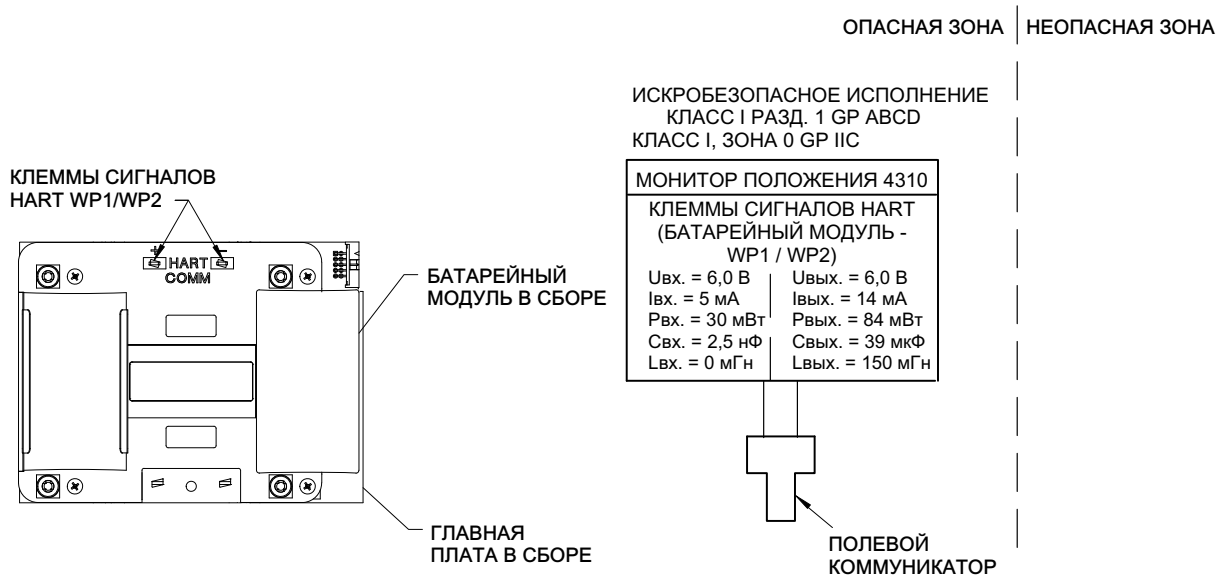 ОПАСНАЯ ЗОНА
НЕОПАСНАЯ ЗОНА
ИСКРОБЕЗОПАСНОЕ ИСПОЛНЕНИЕ
КЛАСС I РАЗД. 1 GP ABCD
КЛАСС I, ЗОНА 0 GP IIC
КЛЕММЫ СИГНАЛОВ
HART WP1/WP2
+ −
HART
COMM
БАТАРЕЙНЫЙ
МОДУЛЬ В СБОРЕ
ГЛАВНАЯ
ПЛАТА В СБОРЕ
МОНИТОР ПОЛОЖЕНИЯ 4310
КЛЕММЫ СИГНАЛОВ HART
(БАТАРЕЙНЫЙ МОДУЛЬ -
WP1 / WP2)
Uвх. = 6,0 В
Iвх. = 5 мА
Pвх. = 30 мВт
Cвх. = 2,5 нФ
Lвх. = 0 мГн
Uвых. = 6,0 В
Iвых. = 14 мА
Pвых. = 84 мВт
Cвых. = 39 мкФ
Lвых. = 150 мГн
ПОЛЕВОЙ
КОММУНИКАТОР